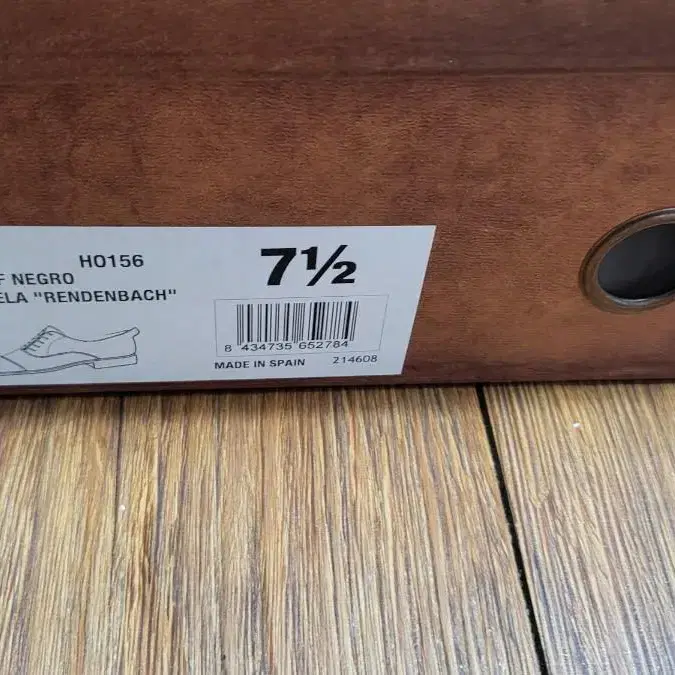 HO156
F NEGRO
ELA "RENDENBACH"
7½
8 434735 652784
MADE IN SPAIN 214608